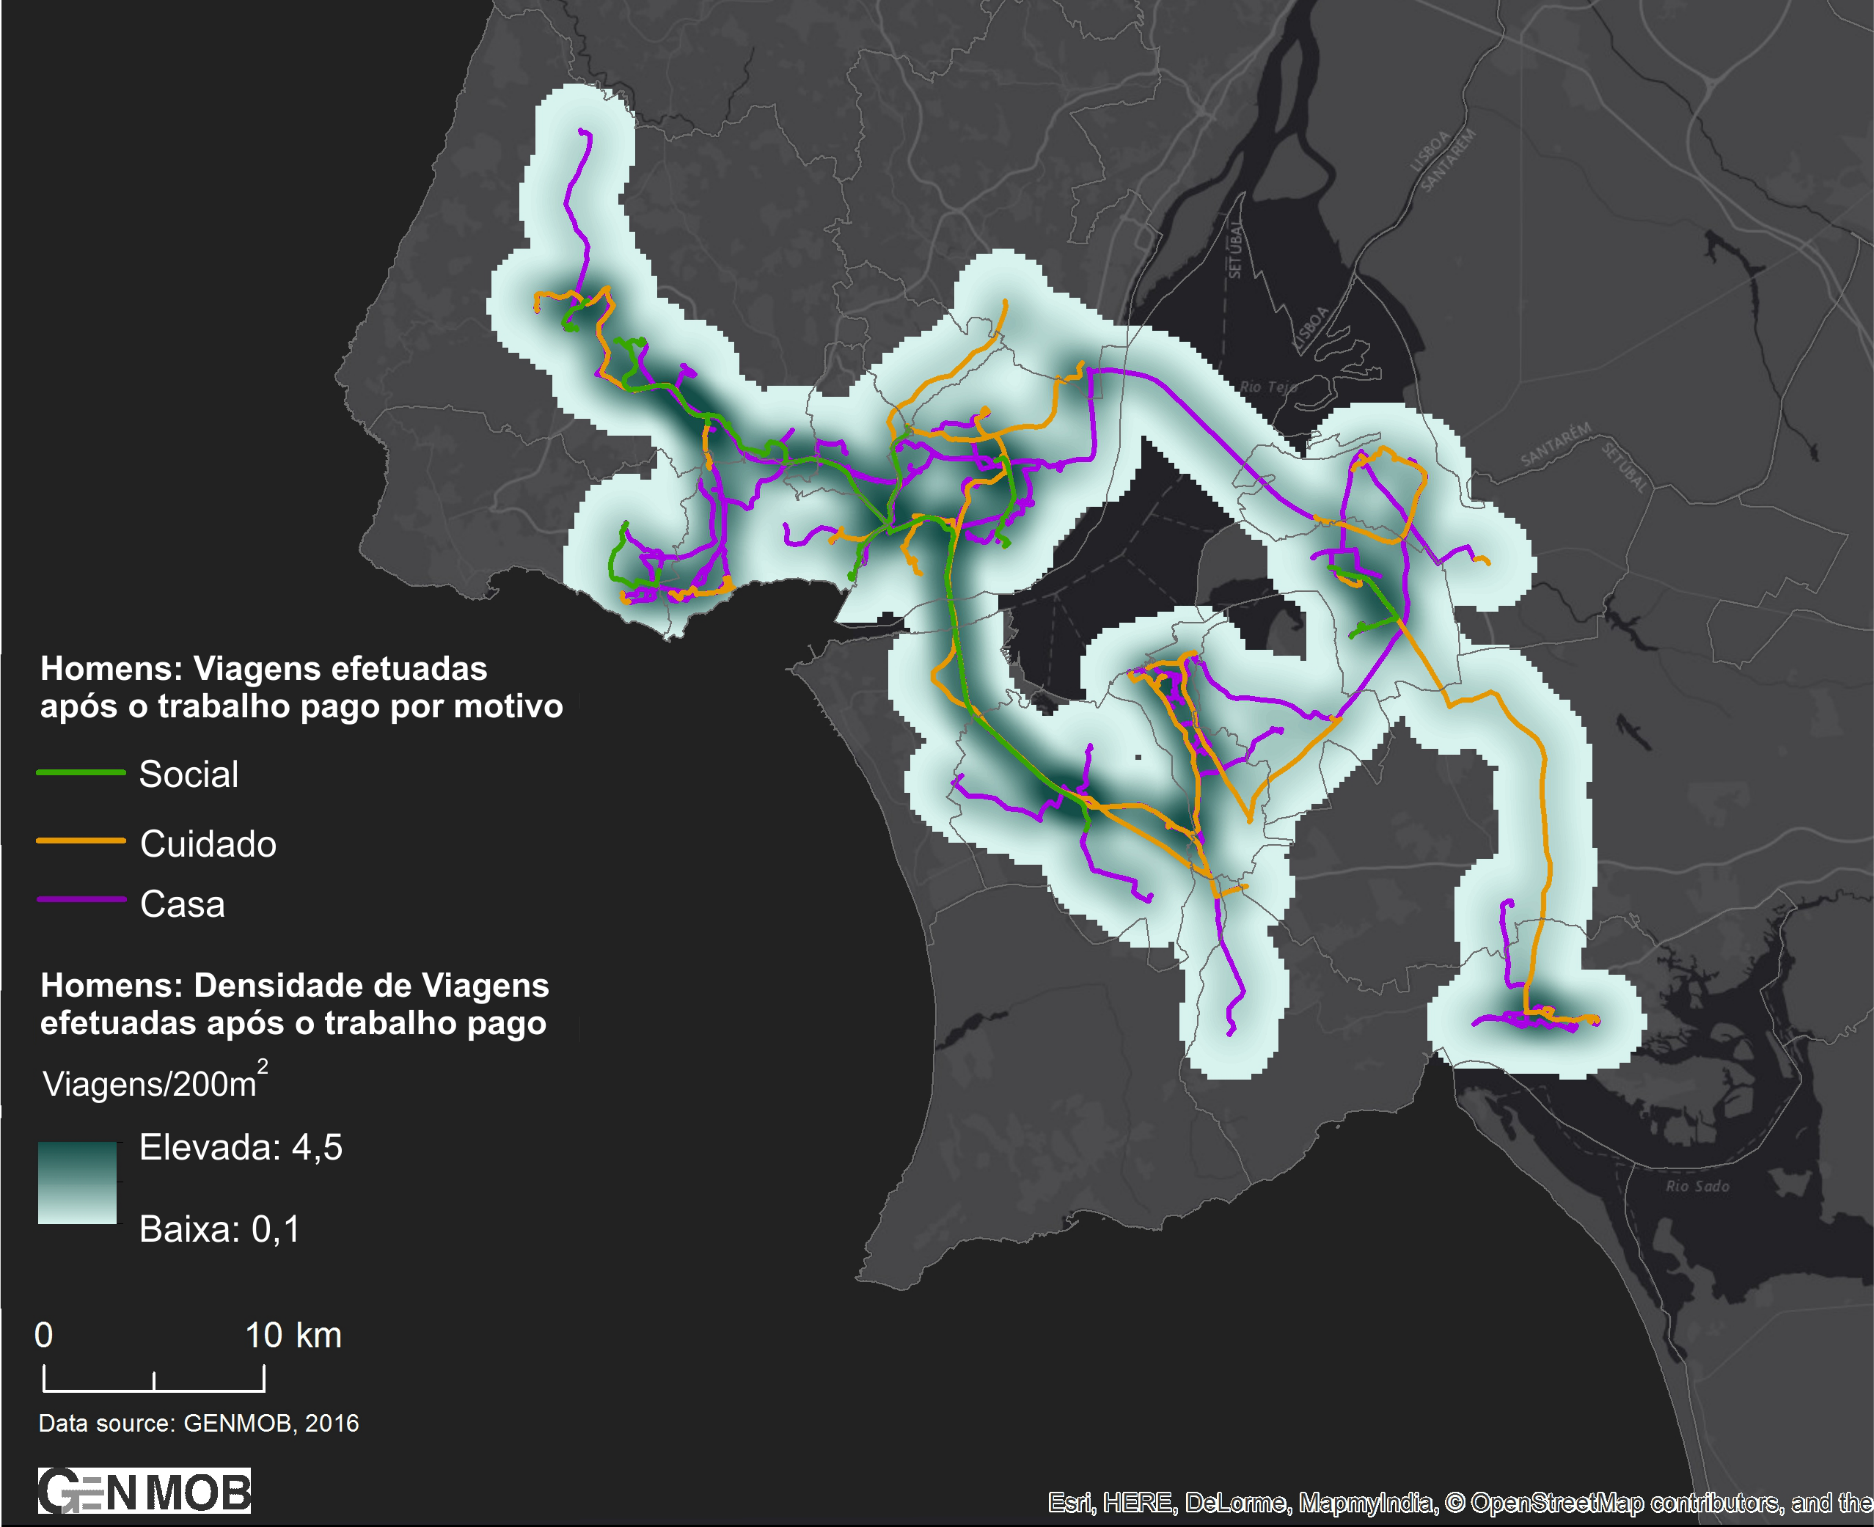 LISBOA
SANTARÉM
SETÚBAL
LISBOA
Rio Tejo
SANTARÉM
SETÚBAL
Homens: Viagens efetuadas
após o trabalho pago por motivo
Social
Cuidado
Casa
Homens: Densidade de Viagens
efetuadas após o trabalho pago
Viagens/200m2
Elevada: 4,5
Baixa: 0,1
Rio Sado
0 10 km
Data source: GENMOB, 2016
GENMOB
Esri, HERE, DeLorme, MapmyIndia, © OpenStreetMap contributors, and the